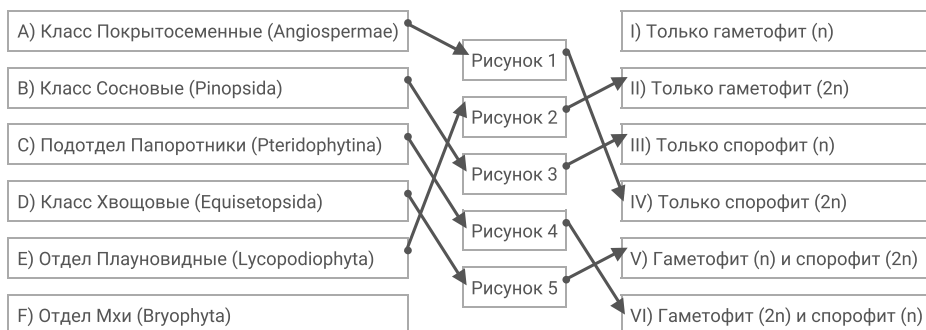 A) Класс Покрытосеменные (Angiospermae)
B) Класс Сосновые (Pinopsida)
C) Подотдел Папоротники (Pteridophytina)
D) Класс Хвощовые (Equisetopsida)
E) Отдел Плауновидные (Lycopodiophyta)
F) Отдел Мхи (Bryophyta)
Рисунок 1
Рисунок 2
Рисунок 3
Рисунок 4
Рисунок 5
I) Только гаметофит (n)
II) Только гаметофит (2n)
III) Только спорофит (n)
IV) Только спорофит (2n)
V) Гаметофит (n) и спорофит (2n)
VI) Гаметофит (2n) и спорофит (n)